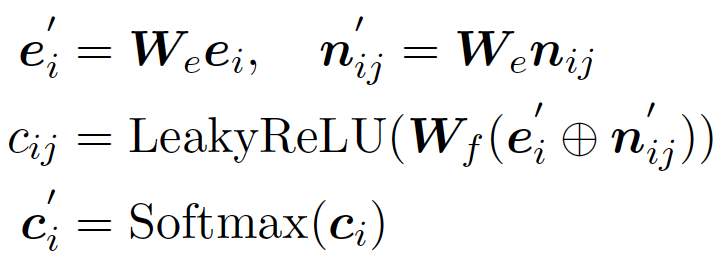 e′_i = W_e e_i, n′_ij = W_e n_ij
c_ij = LeakyReLU(W_f(e′_i ⊕ n′_ij))
c′_i = Softmax(c_i)